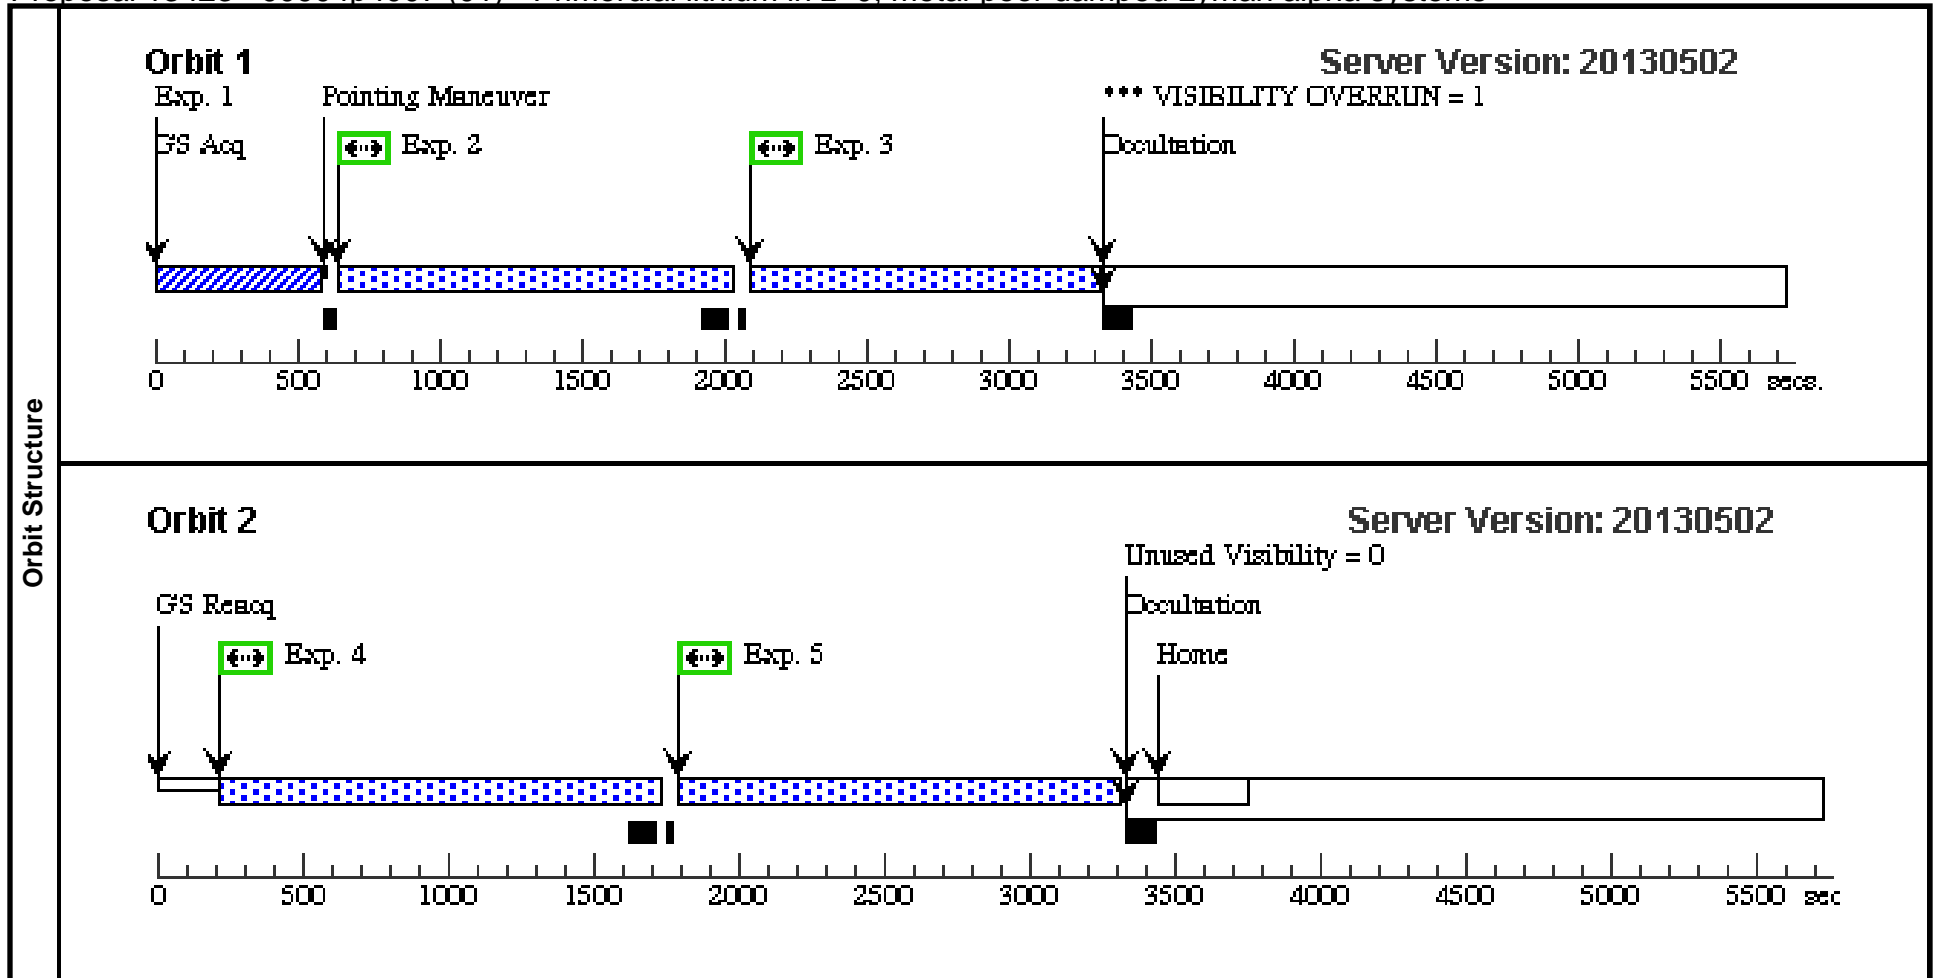 Orbit Structure
Orbit 1
Server Version: 20130502
Exp. 1
Pointing Maneuver
*** VISIBILITY OVERRUN = 1
GS Acq
Exp. 2
Exp. 3
Occultation
0 500 1000 1500 2000 2500 3000 3500 4000 4500 5000 5500 secs.
Orbit 2
Server Version: 20130502
Unused Visibility = 0
GS Reacq
Occultation
Exp. 4
Exp. 5
Home
0 500 1000 1500 2000 2500 3000 3500 4000 4500 5000 5500 sec